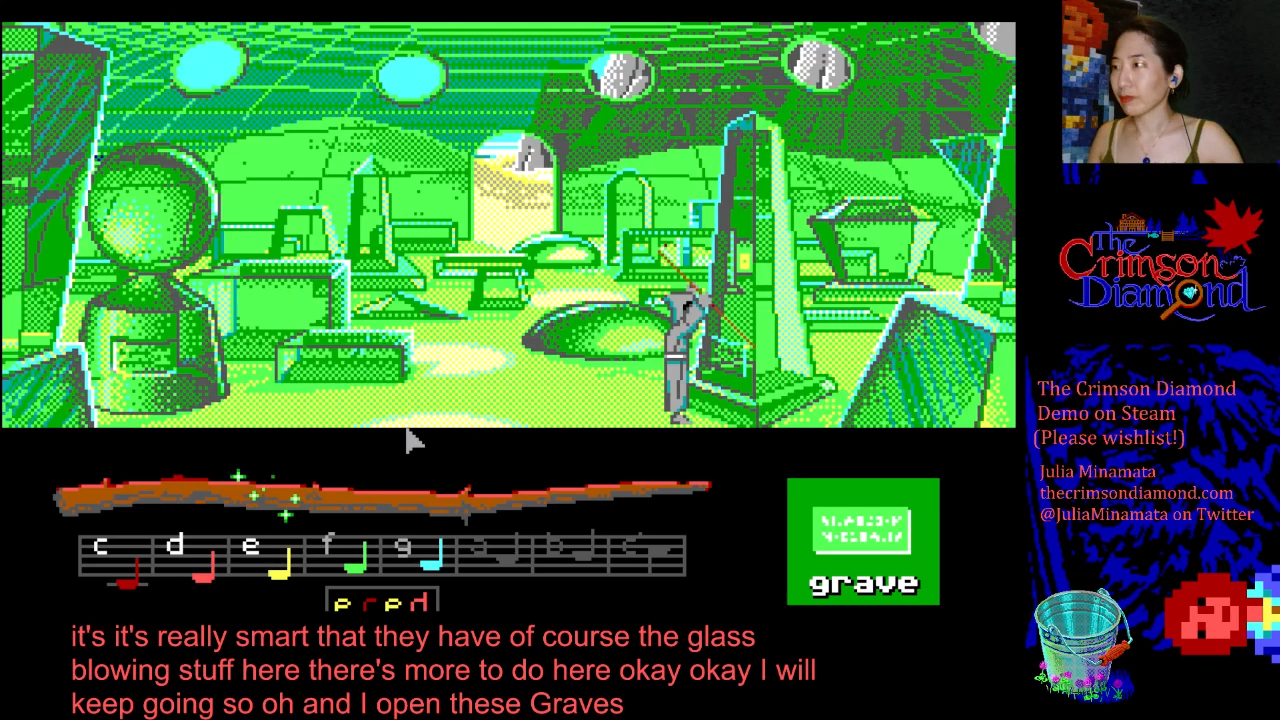 The
Crimson
Diamond
The Crimson Diamond
Demo on Steam
(Please wishlist!)
Julia Minamata
thecrimsondiamond.com
@JuliaMinamata on Twitter
c d e f g a b c
grave
it's it's really smart that they have of course the glass
blowing stuff here there's more to do here okay okay I will
keep going so oh and I open these Graves